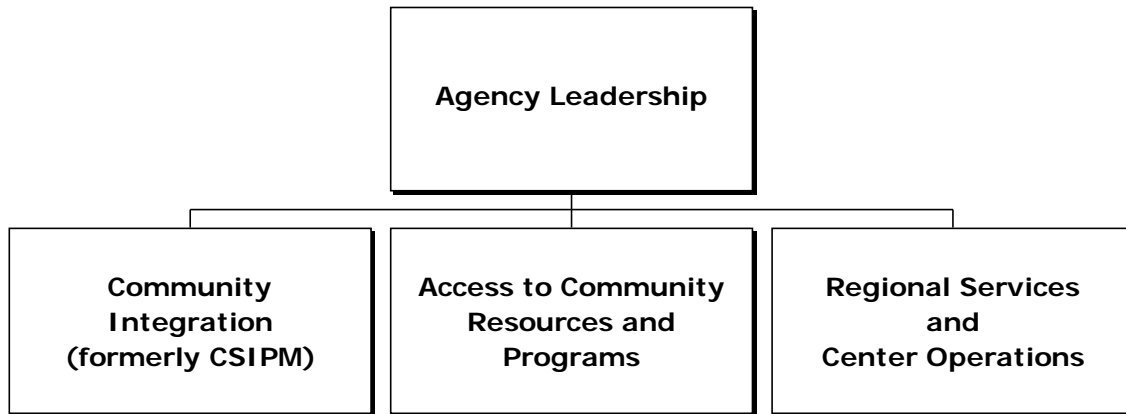 Agency Leadership
Community
Integration
(formerly CSIPM)
Access to Community
Resources and
Programs
Regional Services
and
Center Operations